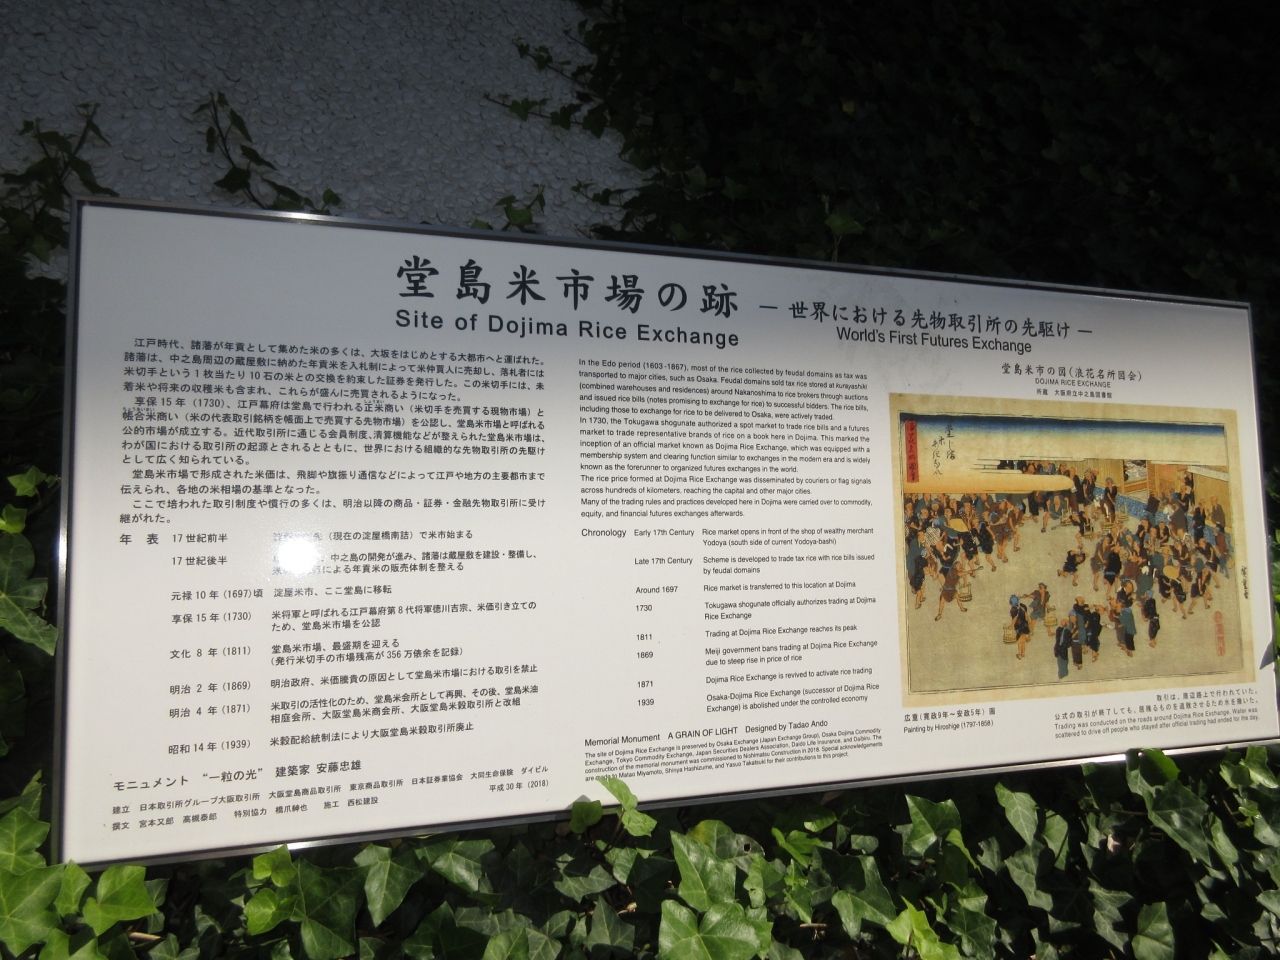 堂島米市場の跡 ― 世界における先物取引所の先駆け ―
Site of Dojima Rice Exchange
World's First Futures Exchange
江戸時代、諸藩が年貢として集めた米の多くは、大坂をはじめとする大都市へと運ばれた。
諸藩は、中之島周辺の蔵屋敷に納めた年貢米を入札制によって米仲買人に売却し、落札者には
米切手という1枚当たり10石の米との交換を約束した証券を発行した。この米切手には、未
着米や将来の収穫米も含まれ、これらが盛んに売買されるようになった。
享保15年（1730）、江戸幕府は堂島で行われる正米商い（米切手を売買する現物市場）と
帳合米商い（米の代表取引銘柄を帳面上で売買する先物市場）を公認し、堂島米市場と呼ばれる
公的市場が成立する。近代取引所に通じる会員制度、清算機能などが整えられた堂島米市場は、
わが国における取引所の起源とされるとともに、世界における組織的な先物取引所の先駆け
として広く知られている。
堂島米市場で形成された米価は、飛脚や旗振り通信などによって江戸や地方の主要都市まで
伝えられ、各地の米相場の基準となった。
ここで培われた取引制度や慣行の多くは、明治以降の商品・証券・金融先物取引所に受け
継がれた。
年 表 17世紀前半 （現在の淀屋橋南詰）で米市始まる
17世紀後半 中之島の開発が進み、諸藩は蔵屋敷を建設・整備し、
による年貢米の販売体制を整える
元禄10年（1697）頃 淀屋米市、ここ堂島に移転
享保15年（1730） 米将軍と呼ばれる江戸幕府第8代将軍徳川吉宗、米価引き立ての
ため、堂島米市場を公認
文化 8年（1811） 堂島米市場、最盛期を迎える
（発行米切手の市場残高が356万俵余を記録）
明治 2年（1869） 明治政府、米価騰貴の原因として堂島米市場における取引を禁止
明治 4年（1871） 米取引の活性化のため、堂島米会所として再興、その後、堂島米油
相庭会所、大阪堂島米商会所、大阪堂島米穀取引所と改組
昭和14年（1939） 米穀配給統制法により大阪堂島米穀取引所廃止
モニュメント “一粒の光” 建築家 安藤忠雄
建立 日本取引所グループ大阪取引所 大阪堂島商品取引所 東京商品取引所 日本証券業協会 大同生命保険 ダイビル
撰文 宮本又郎 高槻泰郎 特別協力 橋爪紳也 施工 西松建設 平成30年（2018）
In the Edo period (1603-1867), most of the rice collected by feudal domains as tax was
transported to major cities, such as Osaka. Feudal domains sold tax rice stored at kurayashiki
(combined warehouses and residences) around Nakanoshima to rice brokers through auctions
and issued rice bills (notes promising to exchange for rice) to successful bidders. The rice bills,
including those to exchange for rice to be delivered to Osaka, were actively traded.
In 1730, the Tokugawa shogunate authorized a spot market to trade rice bills and a futures
market to trade representative brands of rice on a book here in Dojima. This marked the
inception of an official market known as Dojima Rice Exchange, which was equipped with a
membership system and clearing function similar to exchanges in the modern era and is widely
known as the forerunner to organized futures exchanges in the world.
The rice price formed at Dojima Rice Exchange was disseminated by couriers or flag signals
across hundreds of kilometers, reaching the capital and other major cities.
Many of the trading rules and practices developed here in Dojima were carried over to commodity,
equity, and financial futures exchanges afterwards.
Chronology Early 17th Century Rice market opens in front of the shop of wealthy merchant
Yodoya (south side of current Yodoya-bashi)
Late 17th Century Scheme is developed to trade tax rice with rice bills issued
by feudal domains
Around 1697 Rice market is transferred to this location at Dojima
1730 Tokugawa shogunate officially authorizes trading at Dojima
Rice Exchange
1811 Trading at Dojima Rice Exchange reaches its peak
1869 Meiji government bans trading at Dojima Rice Exchange
due to steep rise in price of rice
1871 Dojima Rice Exchange is revived to activate rice trading
1939 Osaka-Dojima Rice Exchange (successor of Dojima Rice
Exchange) is abolished under the controlled economy
Memorial Monument A GRAIN OF LIGHT Designed by Tadao Ando
The site of Dojima Rice Exchange is preserved by Osaka Exchange (Japan Exchange Group), Osaka Dojima Commodity
Exchange, Tokyo Commodity Exchange, Japan Securities Dealers Association, Daido Life Insurance, and Daibiru. The
construction of the memorial monument was commissioned to Nishimatsu Construction in 2018. Special acknowledgements
are made to Matao Miyamoto, Shinya Hashizume, and Yasuo Takatsuki for their contributions to this project.
堂島米市の図（浪花名所図会）
DOJIMA RICE EXCHANGE
所蔵 大阪府立中之島図書館
広重（寛政9年～安政5年）画
Painting by Hiroshige (1797-1858)
取引は、周辺路上で行われていた。
公式の取引が終了しても、居残るものを退散させるため水を撒いた。
Trading was conducted on the roads around Dojima Rice Exchange. Water was
scattered to drive off people who stayed after official trading had ended for the day.